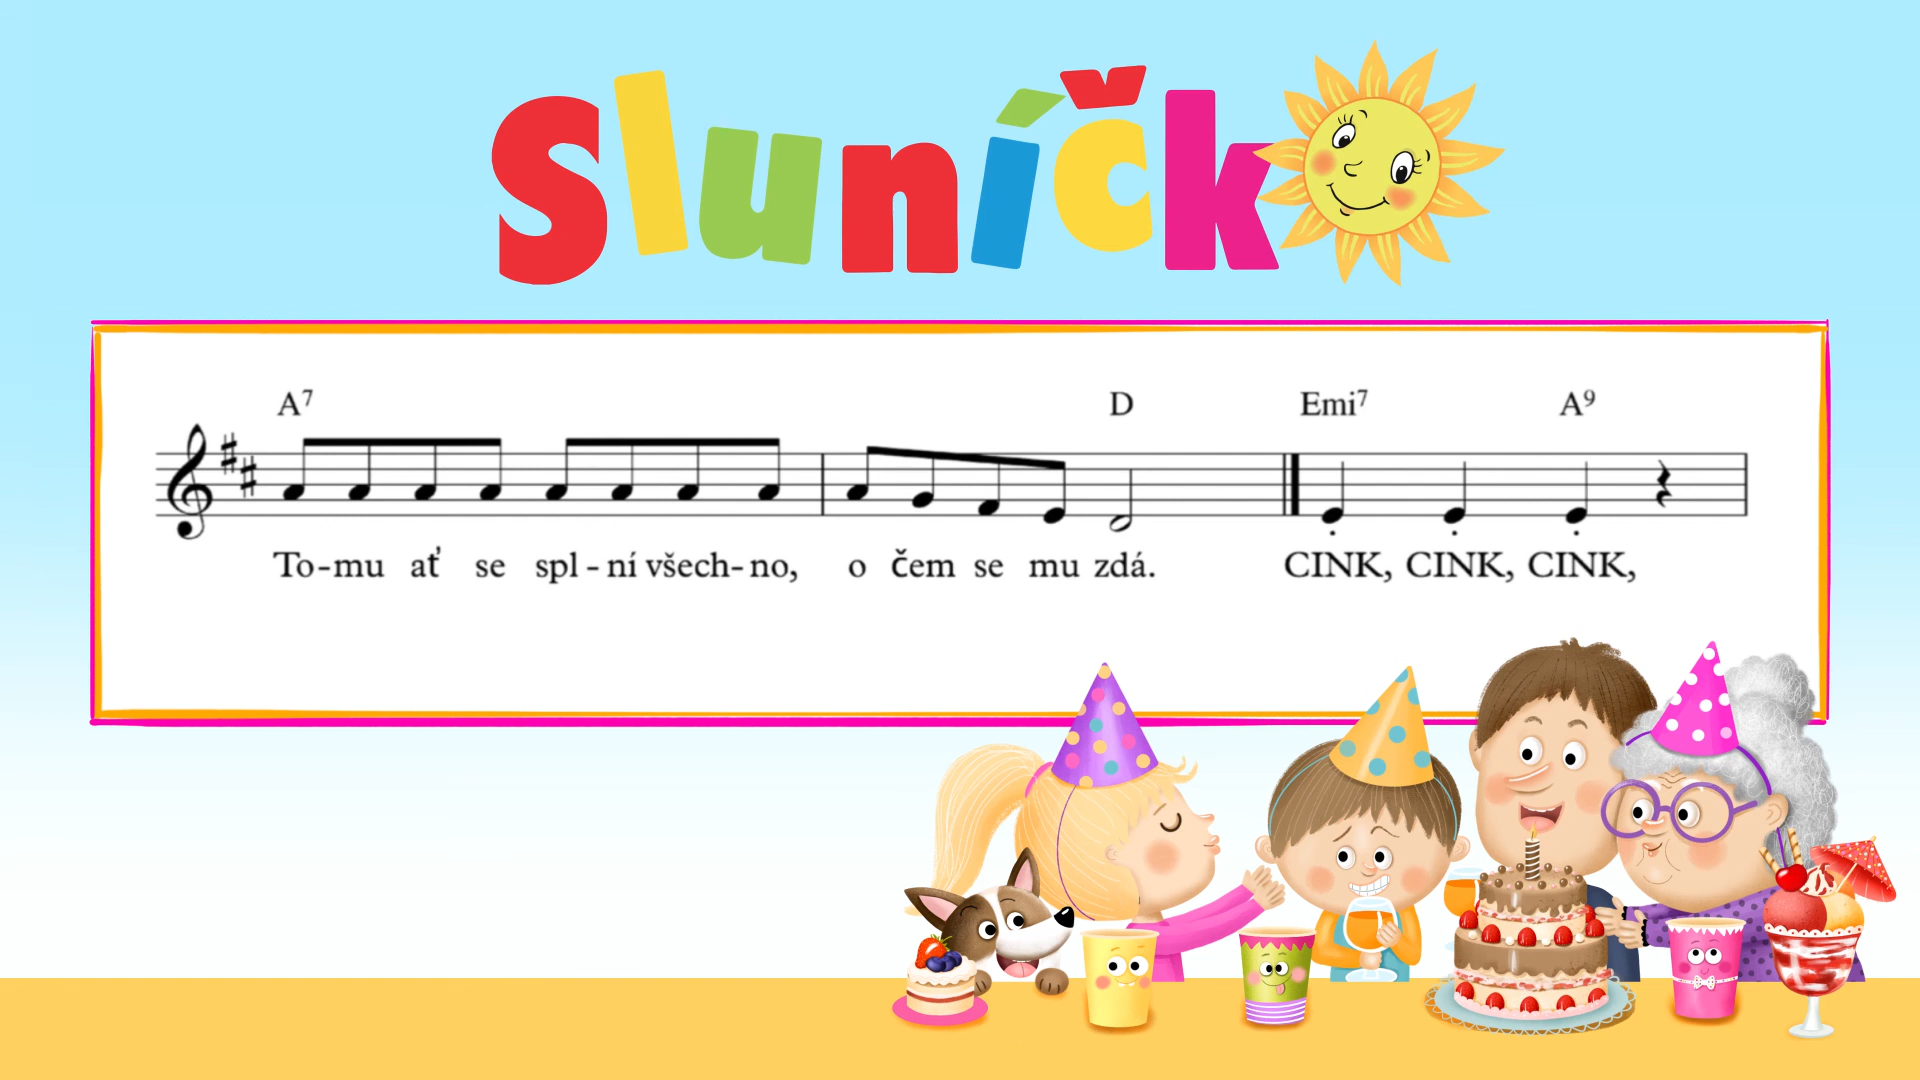 Sluníčk
A7 D Emi7 A9
To-mu ať se spl-ní všech-no, o čem se mu zdá. CINK, CINK, CINK,